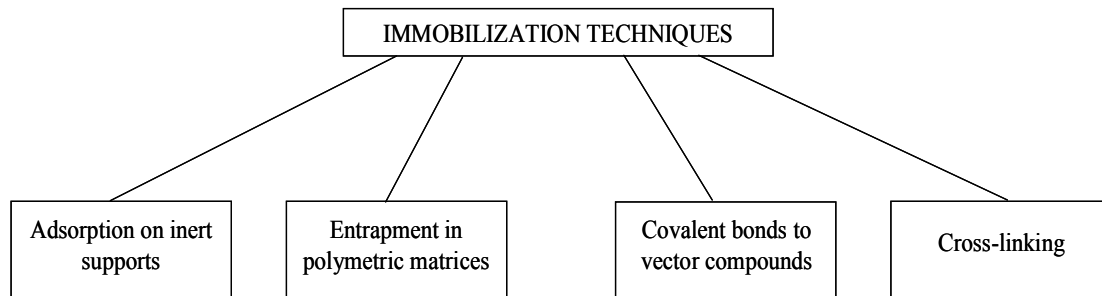 IMMOBILIZATION TECHNIQUES
Adsorption on inert
supports
Entrapment in
polymetric matrices
Covalent bonds to
vector compounds
Cross-linking